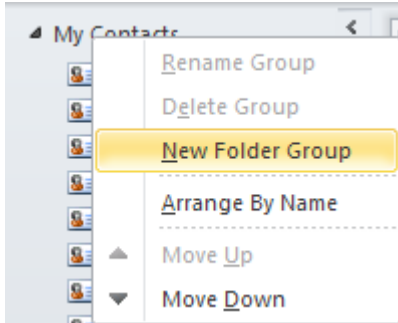 My Contacts
Rename Group
Delete Group
New Folder Group
Arrange By Name
Move Up
Move Down